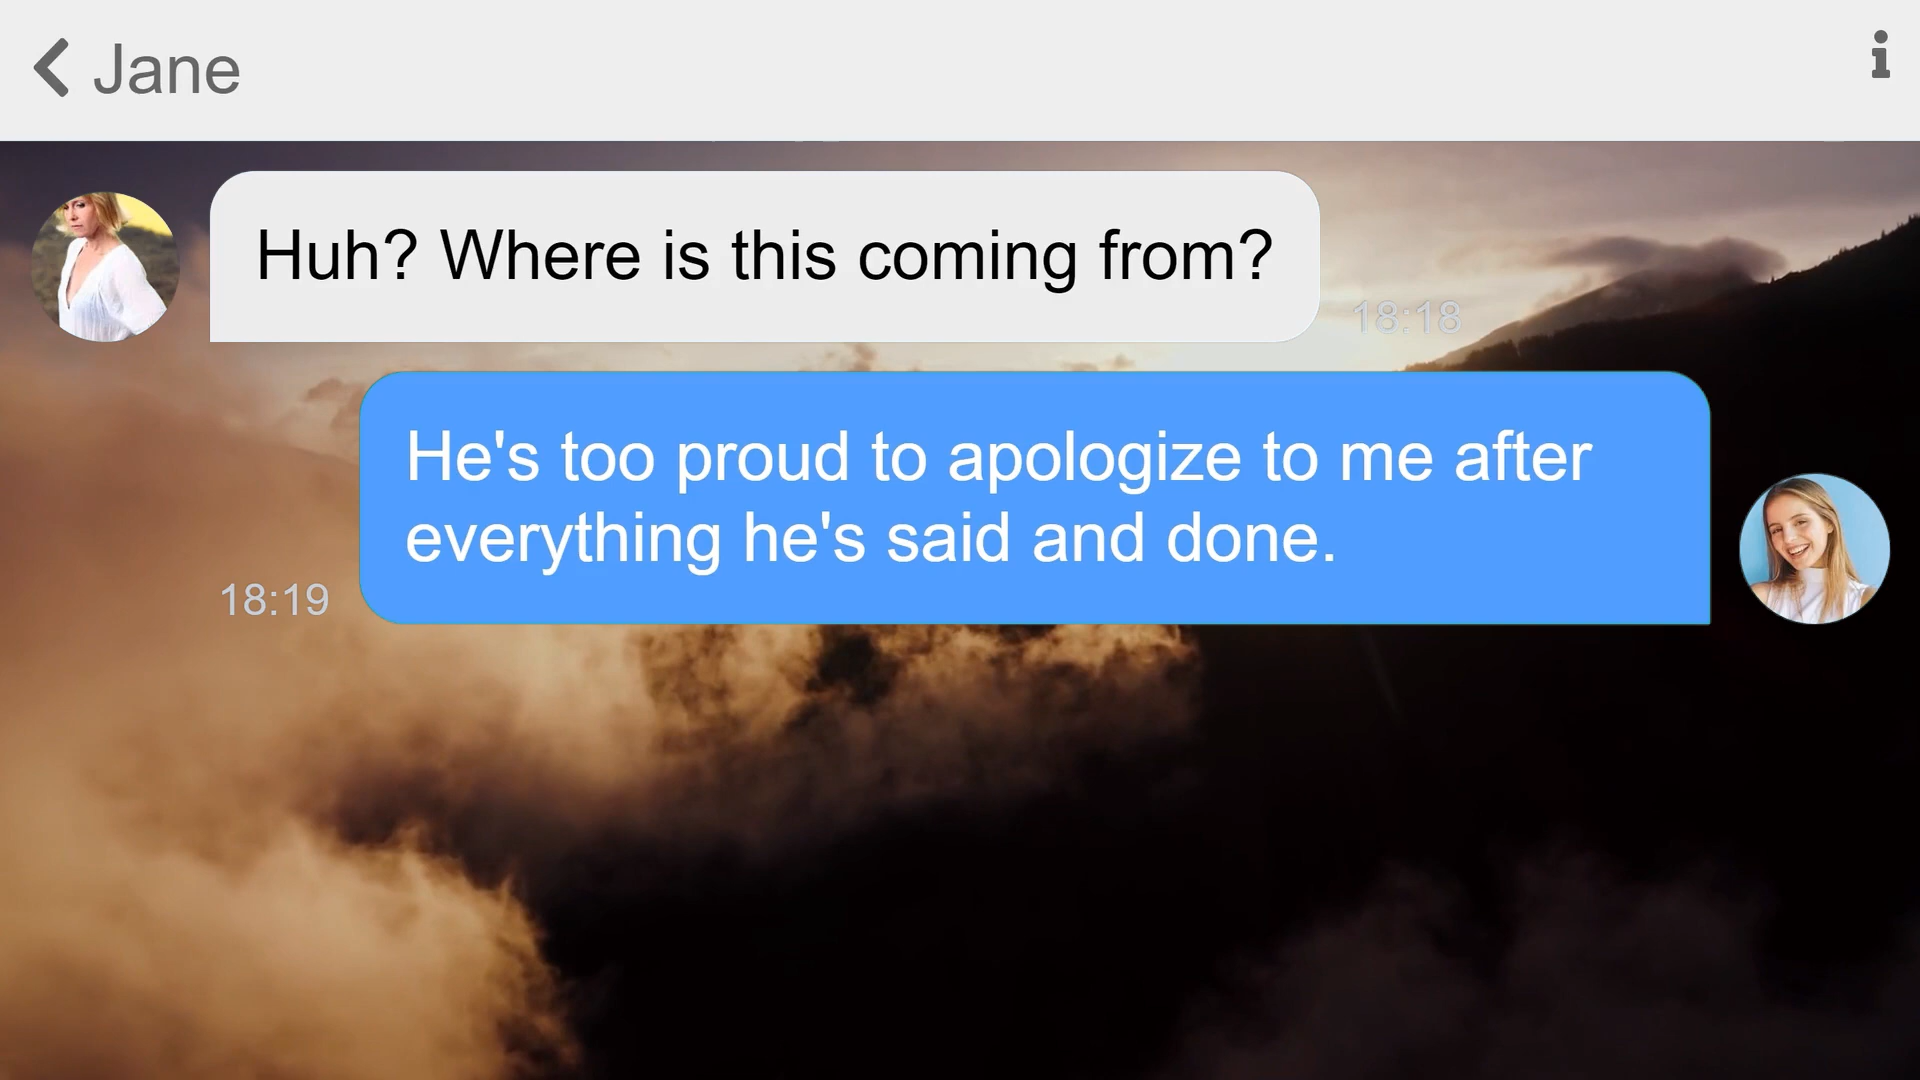 Jane
Huh? Where is this coming from?
18:18
He's too proud to apologize to me after
everything he's said and done.
18:19